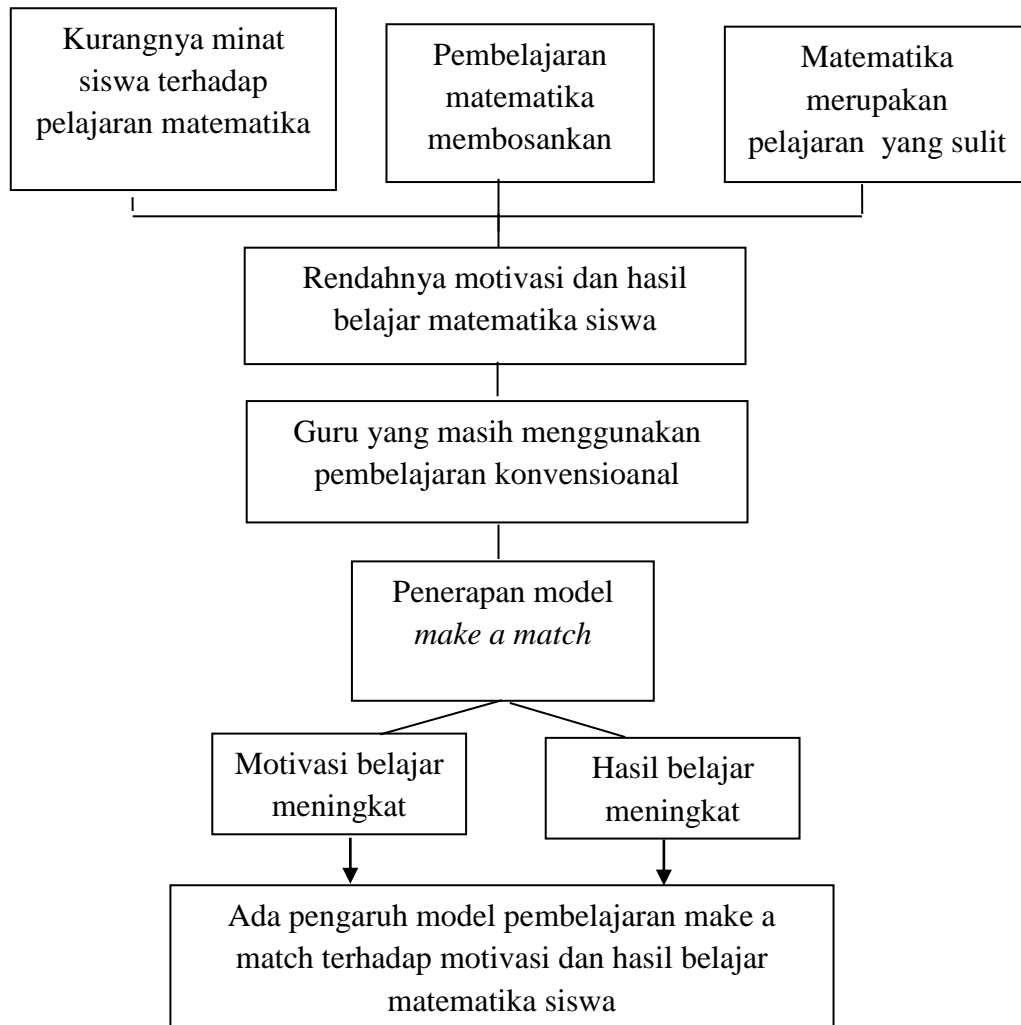 Kurangnya minat
siswa terhadap
pelajaran matematika
Pembelajaran
matematika
membosankan
Matematika
merupakan
pelajaran yang sulit
Rendahnya motivasi dan hasil
belajar matematika siswa
Guru yang masih menggunakan
pembelajaran konvensioanal
Penerapan model
make a match
Motivasi belajar
meningkat
Hasil belajar
meningkat
Ada pengaruh model pembelajaran make a
match terhadap motivasi dan hasil belajar
matematika siswa